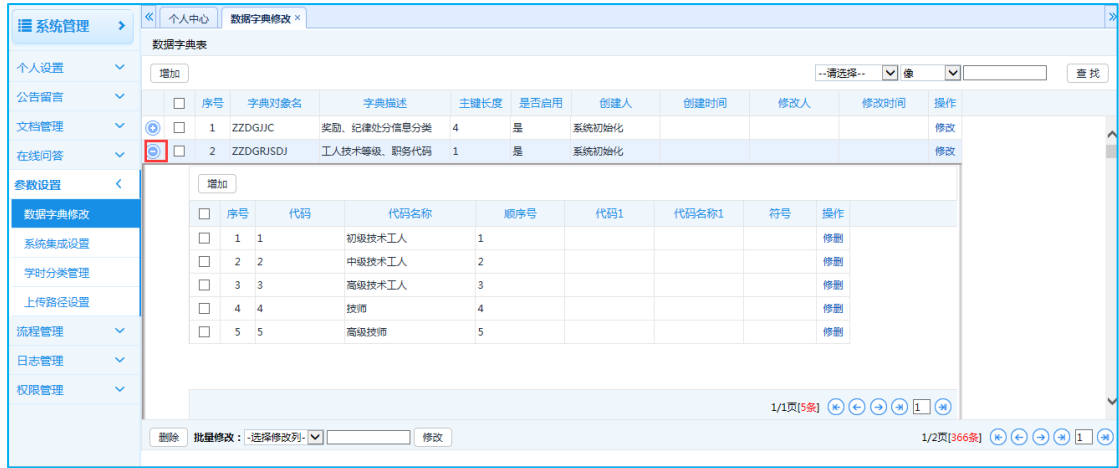 系统管理
个人中心 数据字典修改 ×
数据字典表
个人设置
公告留言
文档管理
在线问答
参数设置
数据字典修改
系统集成设置
学时分类管理
上传路径设置
流程管理
日志管理
权限管理
增加 --请选择-- 像 查 找
序号 字典对象名 字典描述 主键长度 是否启用 创建人 创建时间 修改人 修改时间 操作
1 ZZDGJJC 奖励、纪律处分信息分类 4 是 系统初始化 修改
2 ZZDGRJSDJ 工人技术等级、职务代码 1 是 系统初始化 修改
增加
序号 代码 代码名称 顺序号 代码1 代码名称1 符号 操作
1 1 初级技术工人 1 修删
2 2 中级技术工人 2 修删
3 3 高级技术工人 3 修删
4 4 技师 4 修删
5 5 高级技师 5 修删
1/1页[5条] 1
删除 批量修改： -选择修改列- 修改 1/2页[366条] 1